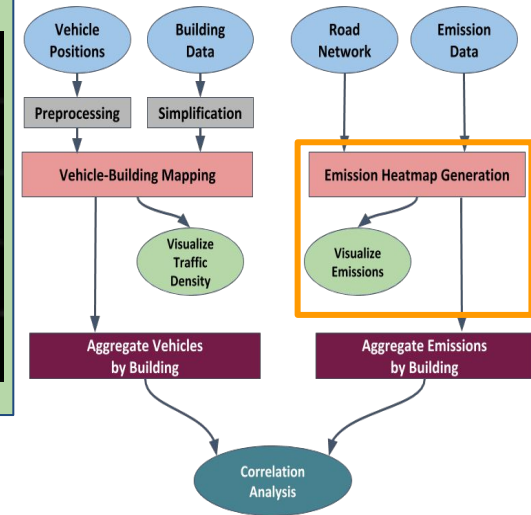 Vehicle
Positions
Building
Data
Road
Network
Emission
Data
Preprocessing
Simplification
Vehicle-Building Mapping
Emission Heatmap Generation
Visualize
Traffic
Density
Visualize
Emissions
Aggregate Vehicles
by Building
Aggregate Emissions
by Building
Correlation
Analysis